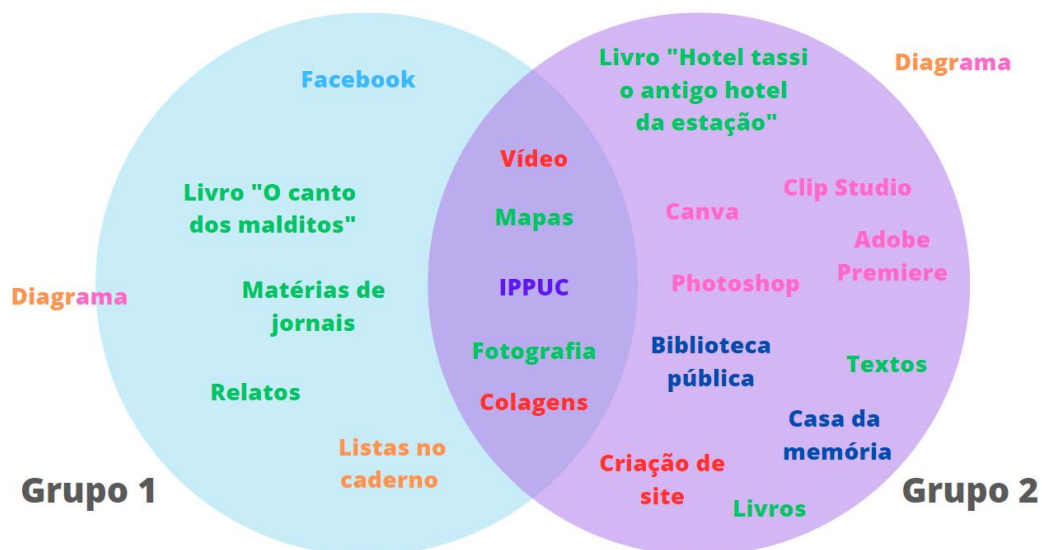 Facebook
Livro "O canto
dos malditos"
Diagrama
Matérias de
jornais
Relatos
Listas no
caderno
Grupo 1
Vídeo
Mapas
IPPUC
Fotografia
Colagens
Livro "Hotel tassi
o antigo hotel
da estação"
Diagrama
Clip Studio
Canva
Adobe
Premiere
Photoshop
Biblioteca
pública
Textos
Casa da
memória
Criação de
site
Livros
Grupo 2